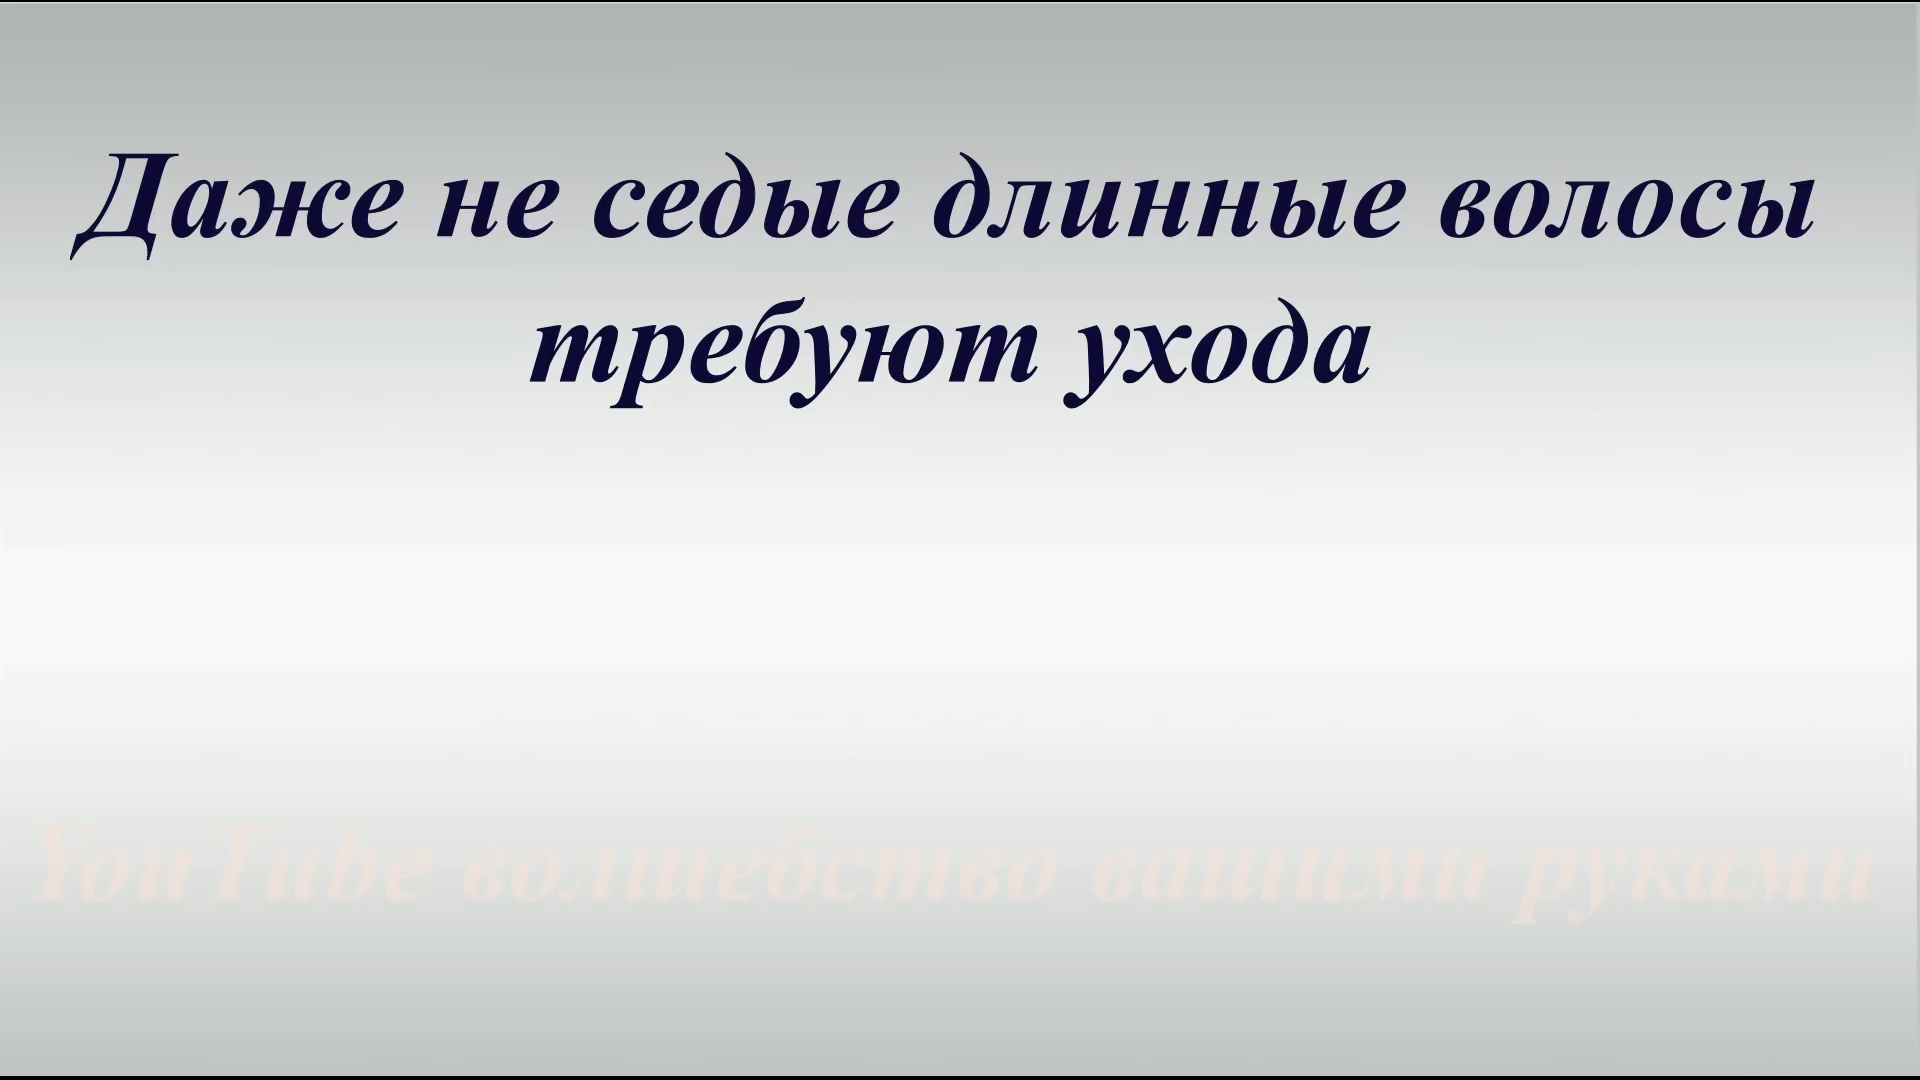 Даже не седые длинные волосы
требуют ухода
YouTube волшебство вашими руками